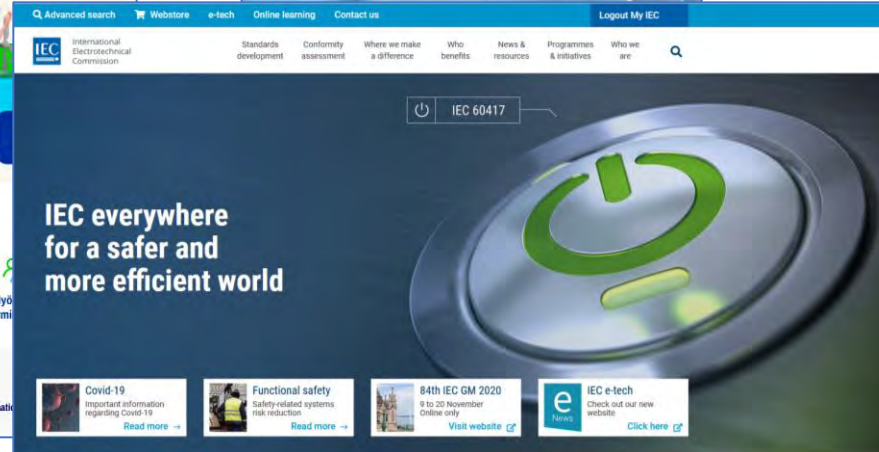 Advanced search Webstore e-tech Online learning Contact us Logout My IEC
IEC
International
Electrotechnical
Commission
Standards
development
Conformity
assessment
Where we make
a difference
Who
benefits
News &
resources
Programmes
& initiatives
Who we
are
IEC 60417
IEC everywhere
for a safer and
more efficient world
Covid-19
Important information
regarding Covid-19
Read more →
Functional safety
Safety-related systems
risk reduction
Read more →
84th IEC GM 2020
9 to 20 November
Online only
Visit website
e
News
IEC e-tech
Check out our new
website
Click here